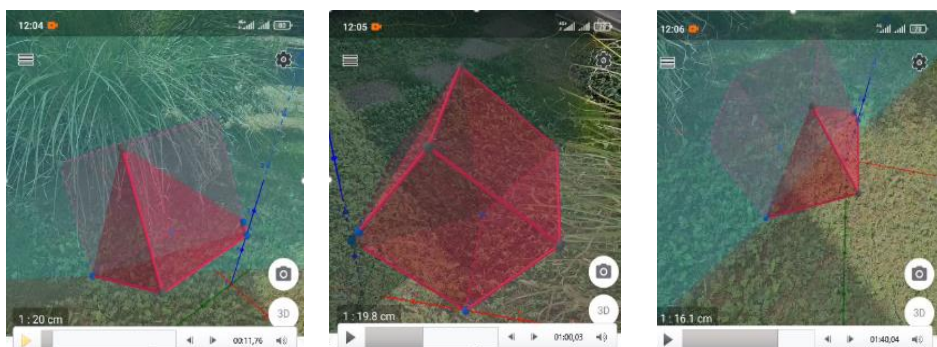 12:04
1 : 20 cm
3D
00:11,76
12:05
1 : 19.8 cm
3D
01:00,03
12:06
1 : 16.1 cm
3D
01:40,04